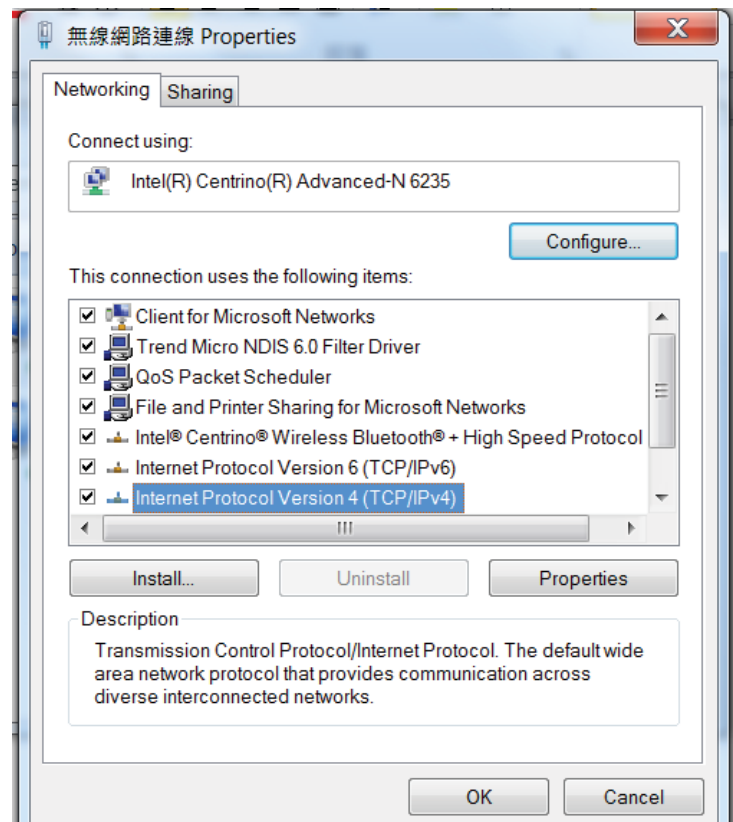 無線網路連線 Properties
Networking
Sharing
Connect using:
Intel(R) Centrino(R) Advanced-N 6235
Configure...
This connection uses the following items:
Client for Microsoft Networks
Trend Micro NDIS 6.0 Filter Driver
QoS Packet Scheduler
File and Printer Sharing for Microsoft Networks
Intel® Centrino® Wireless Bluetooth® + High Speed Protocol
Internet Protocol Version 6 (TCP/IPv6)
Internet Protocol Version 4 (TCP/IPv4)
Install...
Uninstall
Properties
Description
Transmission Control Protocol/Internet Protocol. The default wide
area network protocol that provides communication across
diverse interconnected networks.
OK
Cancel